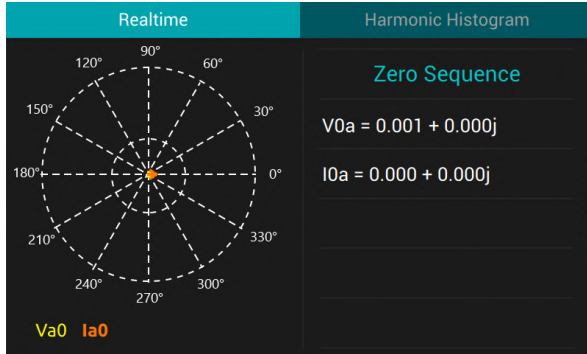 Realtime
Harmonic Histogram
90°
120°
60°
150°
30°
180°
0°
210°
330°
240°
300°
270°
Va0 Ia0
Zero Sequence
V0a = 0.001 + 0.000j
I0a = 0.000 + 0.000j